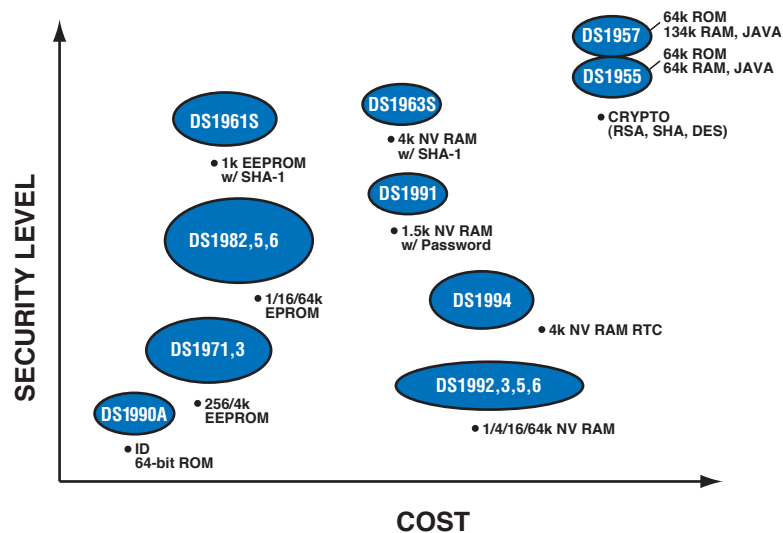 DS1957
64k ROM
134k RAM, JAVA
DS1955
64k ROM
64k RAM, JAVA
• CRYPTO
(RSA, SHA, DES)
DS1961S
• 1k EEPROM
w/ SHA-1
DS1963S
• 4k NV RAM
w/ SHA-1
DS1991
• 1.5k NV RAM
w/ Password
DS1982,5,6
• 1/16/64k
EPROM
DS1994
• 4k NV RAM RTC
DS1971,3
• 256/4k
EEPROM
DS1992,3,5,6
• 1/4/16/64k NV RAM
DS1990A
• ID
64-bit ROM
SECURITY LEVEL
COST